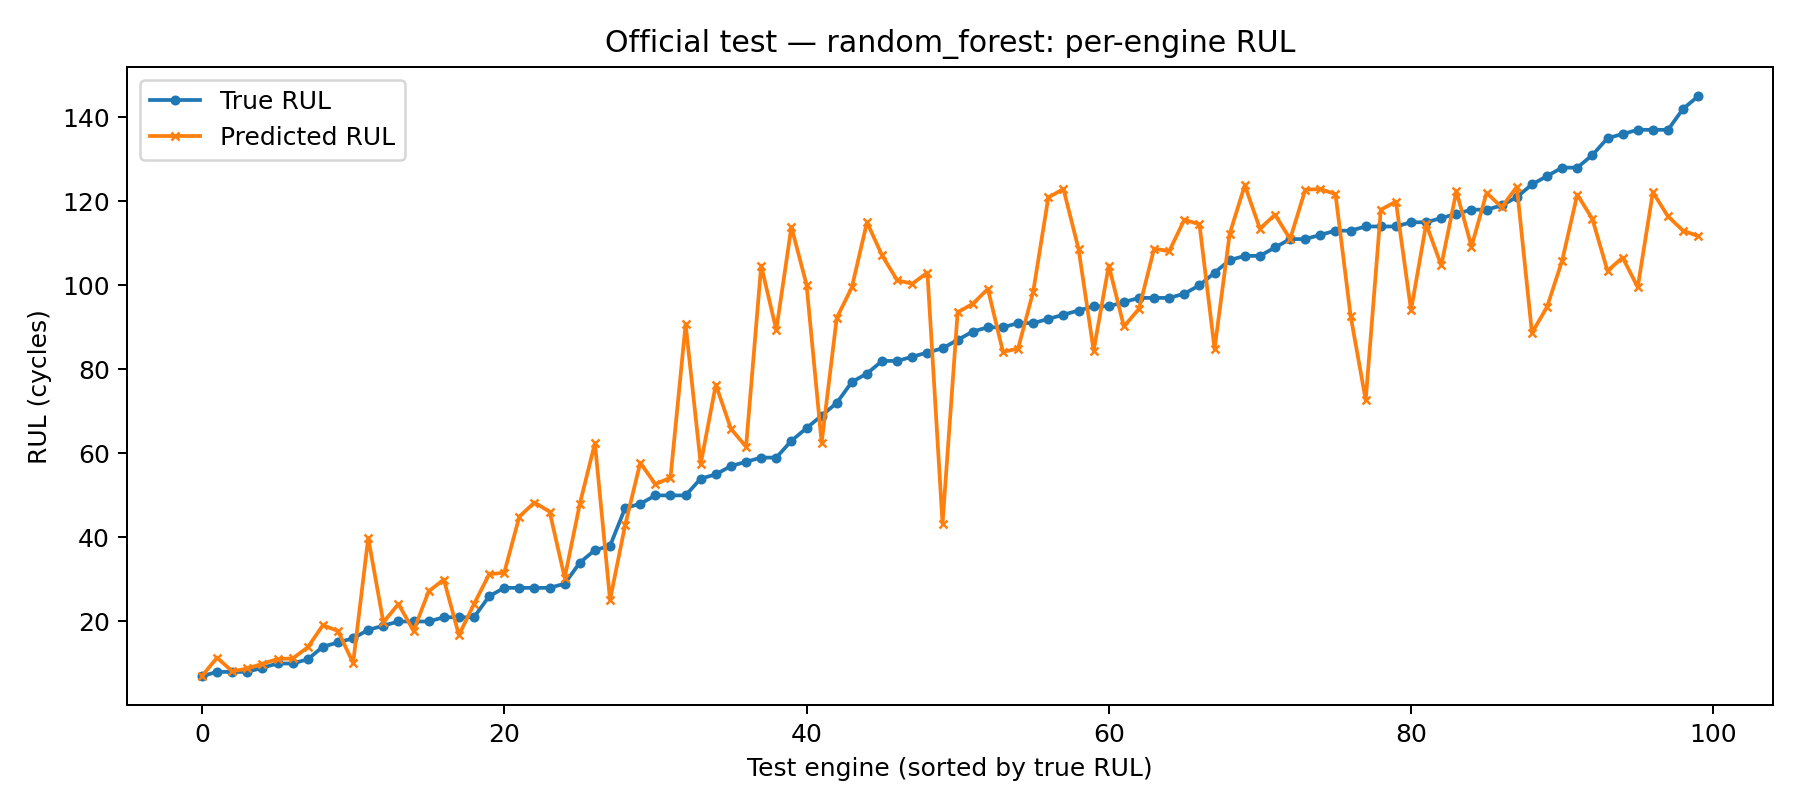 Official test — random_forest: per-engine RUL
True RUL
Predicted RUL
RUL (cycles)
140
120
100
80
60
40
20
0 20 40 60 80 100
Test engine (sorted by true RUL)